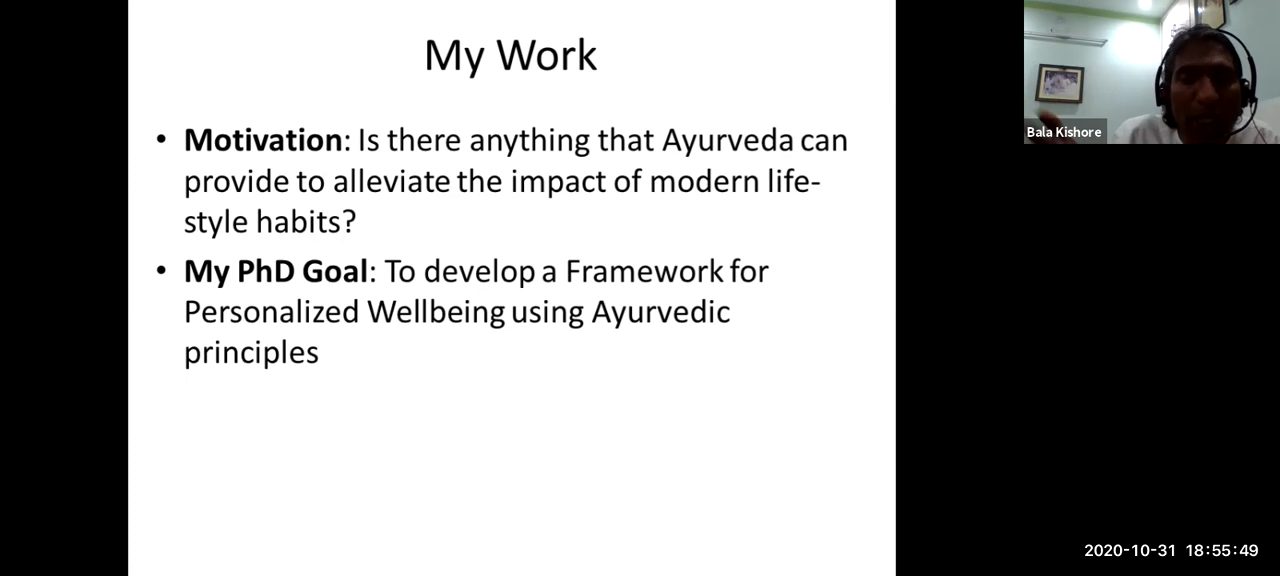 My Work
• Motivation: Is there anything that Ayurveda can
provide to alleviate the impact of modern life-
style habits?
• My PhD Goal: To develop a Framework for
Personalized Wellbeing using Ayurvedic
principles
Bala Kishore
2020-10-31 18:55:49